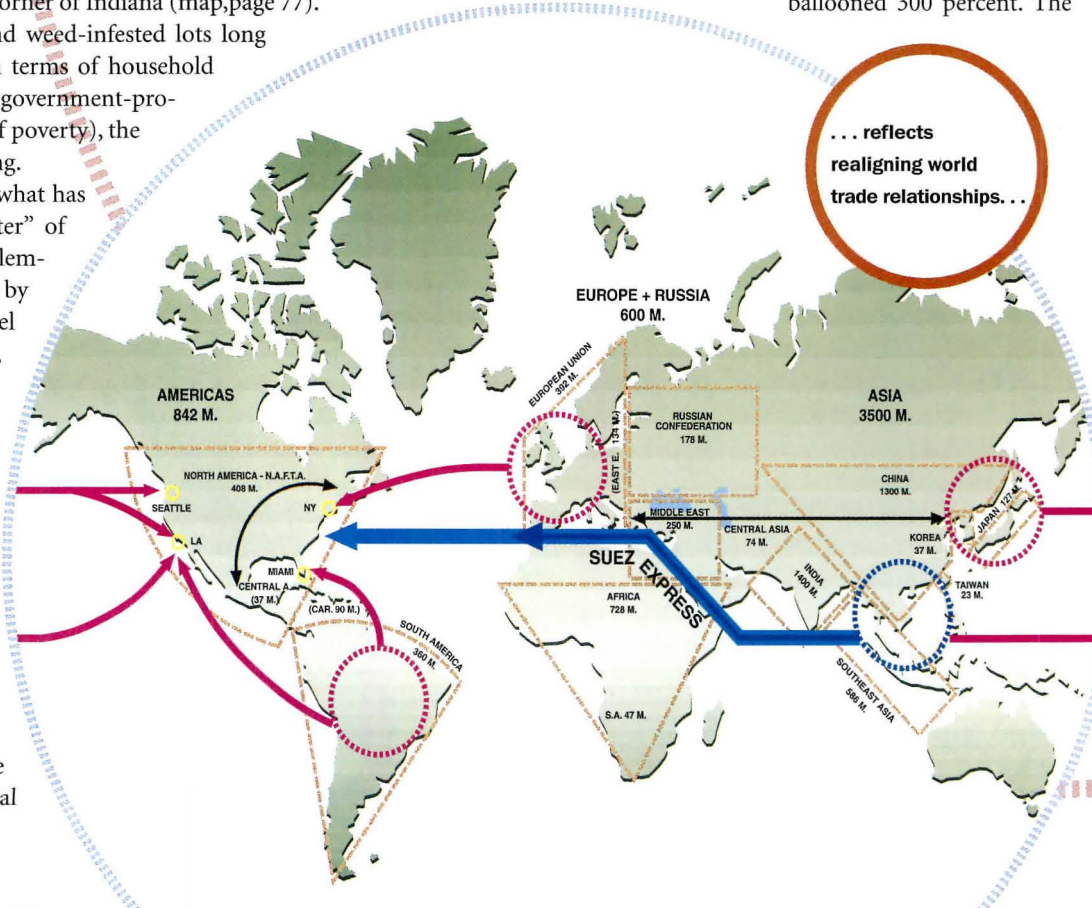 orner of Indiana (map,page 77).
nd weed-infested lots long
terms of household
government-pro-
f poverty), the
ng.
what has
ter” of
lem-
by
el
e
al
ballooned 300 percent. The
. . . reflects
realigning world
trade relationships. . .
EUROPE + RUSSIA
600 M.
AMERICAS
842 M.
ASIA
3500 M.
EUROPEAN UNION
392 M.
(EAST E. 134 M.)
RUSSIAN
CONFEDERATION
178 M.
NORTH AMERICA - N.A.F.T.A.
408 M.
SEATTLE
NY
LA
MIAMI
CENTRAL A.
(37 M.)
(CAR. 90 M.)
SOUTH AMERICA
360 M.
MIDDLE EAST
250 M.
CENTRAL ASIA
74 M.
CHINA
1300 M.
JAPAN 127 M.
KOREA
37 M.
TAIWAN
23 M.
INDIA
1400 M.
SUEZ EXPRESS
AFRICA
728 M.
S.A. 47 M.
SOUTHEAST ASIA
586 M.